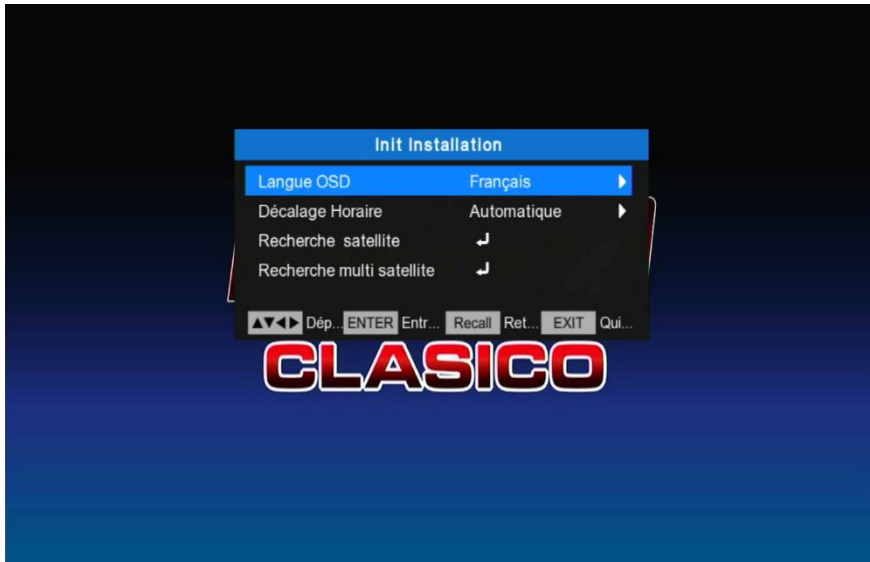 Init Installation
Langue OSD Français
Décalage Horaire Automatique
Recherche satellite
Recherche multi satellite
Dép... ENTER Entr... Recall Ret... EXIT Qui...
CLASICO